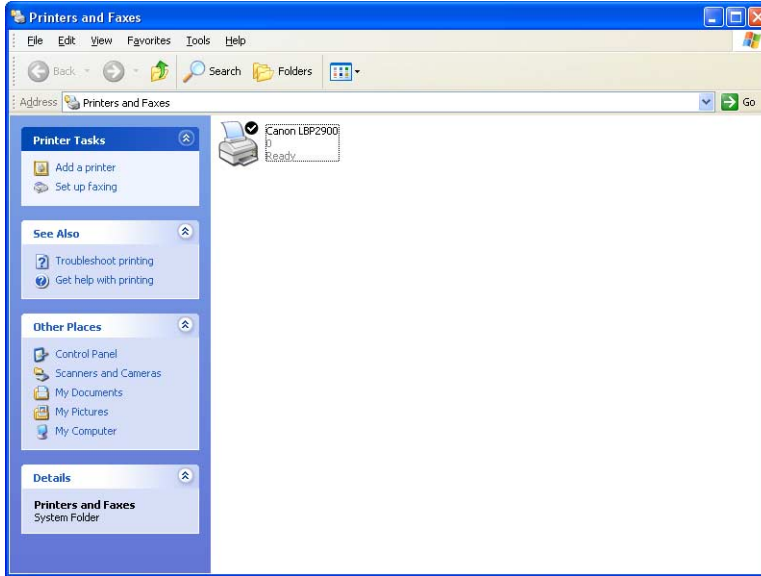 Printers and Faxes
File Edit View Favorites Tools Help
Back Search Folders
Address Printers and Faxes Go
Printer Tasks
Add a printer
Set up faxing
See Also
Troubleshoot printing
Get help with printing
Other Places
Control Panel
Scanners and Cameras
My Documents
My Pictures
My Computer
Details
Printers and Faxes
System Folder
Canon LBP2900
0
Ready